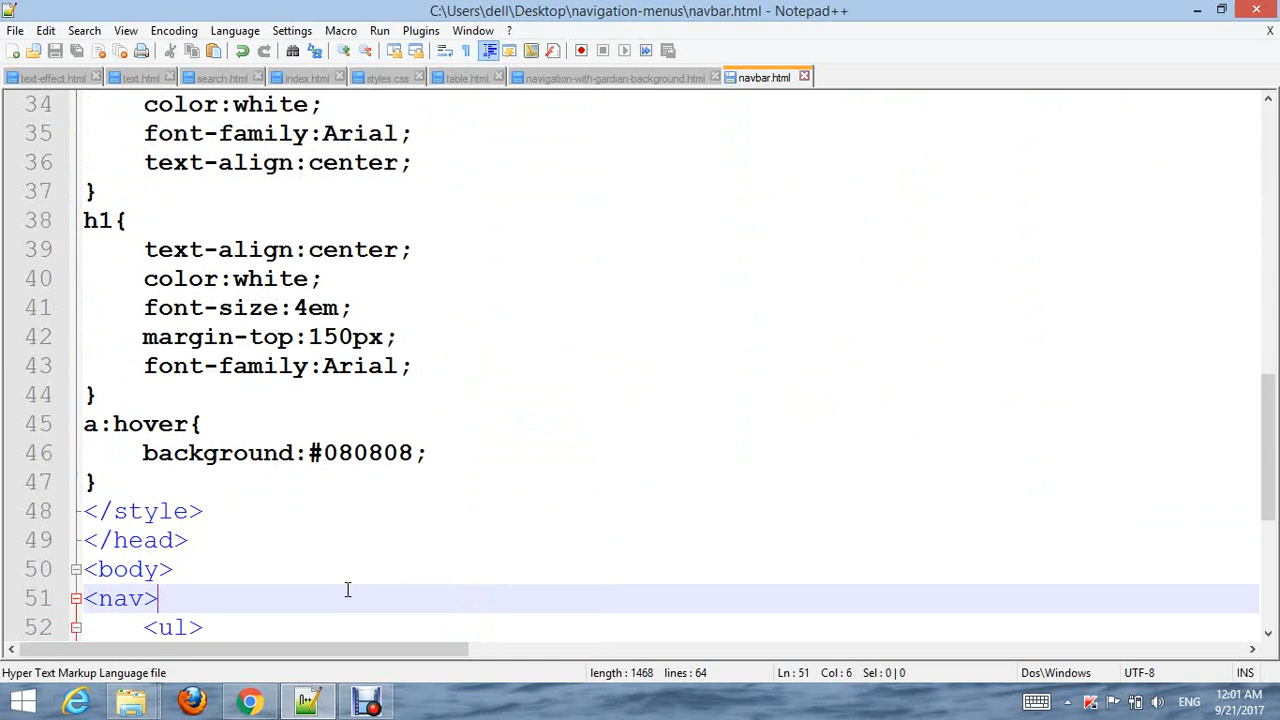 C:\Users\dell\Desktop\navigation-menus\navbar.html - Notepad++
File Edit Search View Encoding Language Settings Macro Run Plugins Window ? X
text-effect.html text.html search.html index.html styles.css table.html navigation-with-gardian-background.html navbar.html
34 color:white;
35 font-family:Arial;
36 text-align:center;
37 }
38 h1{
39 text-align:center;
40 color:white;
41 font-size:4em;
42 margin-top:150px;
43 font-family:Arial;
44 }
45 a:hover{
46 background:#080808;
47 }
48 </style>
49 </head>
50 <body>
51 <nav>
52 <ul>
Hyper Text Markup Language file length : 1468 lines : 64 Ln : 51 Col : 6 Sel : 0 | 0 Dos\Windows UTF-8 INS
ENG 12:01 AM
9/21/2017